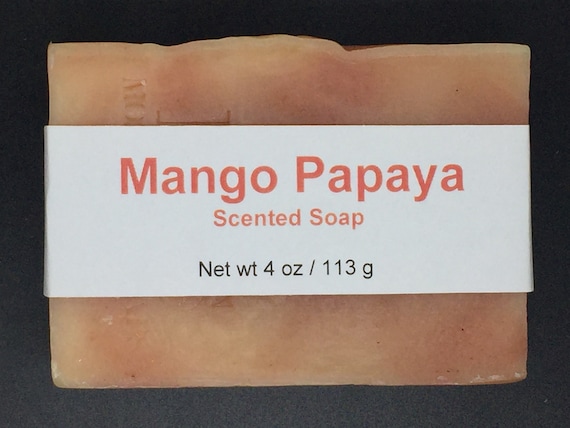 Mango Papaya
Scented Soap
Net wt 4 oz / 113 g